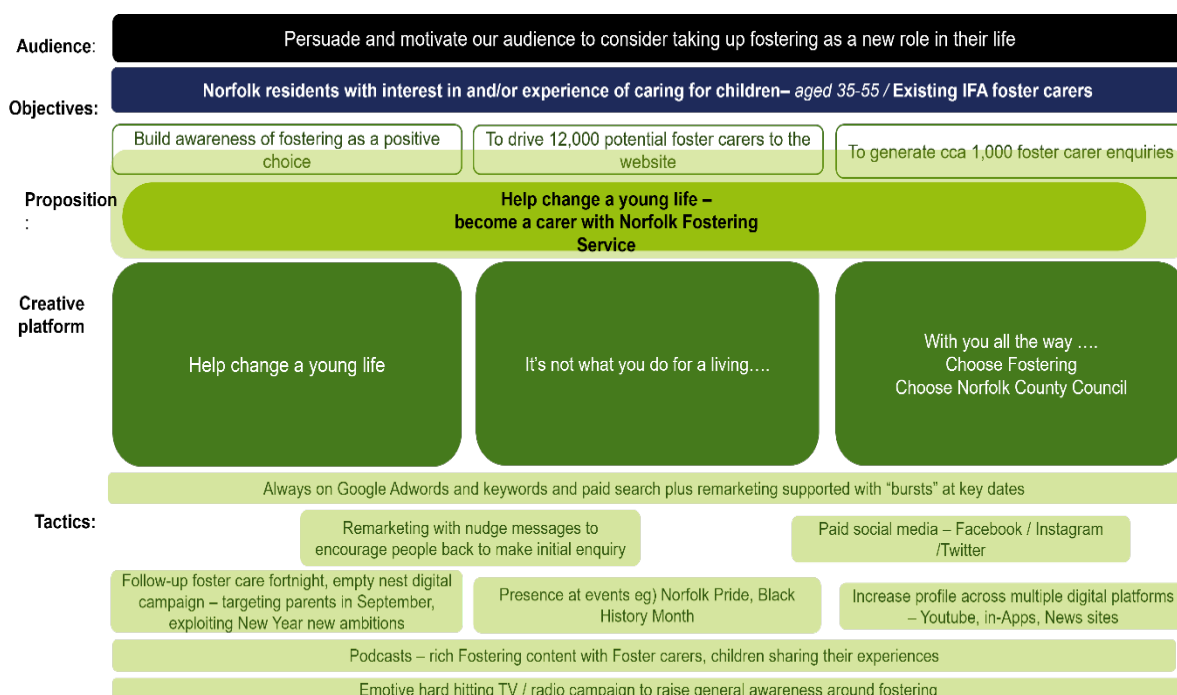 Audience:
Persuade and motivate our audience to consider taking up fostering as a new role in their life
Norfolk residents with interest in and/or experience of caring for children– aged 35-55 / Existing IFA foster carers
Objectives:
Build awareness of fostering as a positive
choice
To drive 12,000 potential foster carers to the
website
To generate cca 1,000 foster carer enquiries
Proposition
:
Help change a young life –
become a carer with Norfolk Fostering
Service
Creative
platform
Help change a young life
It's not what you do for a living….
With you all the way ….
Choose Fostering
Choose Norfolk County Council
Always on Google Adwords and keywords and paid search plus remarketing supported with “bursts” at key dates
Tactics:
Remarketing with nudge messages to
encourage people back to make initial enquiry
Paid social media – Facebook / Instagram
/Twitter
Follow-up foster care fortnight, empty nest digital
campaign – targeting parents in September,
exploiting New Year new ambitions
Presence at events eg) Norfolk Pride, Black
History Month
Increase profile across multiple digital platforms
– Youtube, in-Apps, News sites
Podcasts – rich Fostering content with Foster carers, children sharing their experiences
Emotive hard hitting TV / radio campaign to raise general awareness around fostering